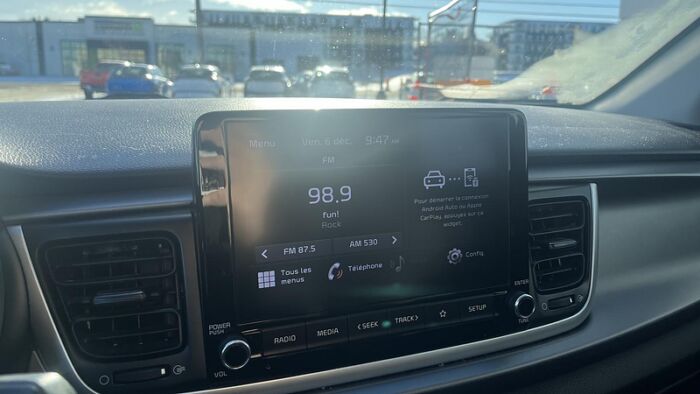 Menu Ven. 6 déc. 9:47 AM
FM
98.9
fun!
Rock
FM 87.5 AM 530
Tous les
menus
Téléphone
Pour démarrer la connexion
Android Auto ou Apple
CarPlay, appuyez sur ce
widget.
Config.
POWER
PUSH
VOL
RADIO MEDIA <SEEK TRACK> SETUP
ENTER
TUNE